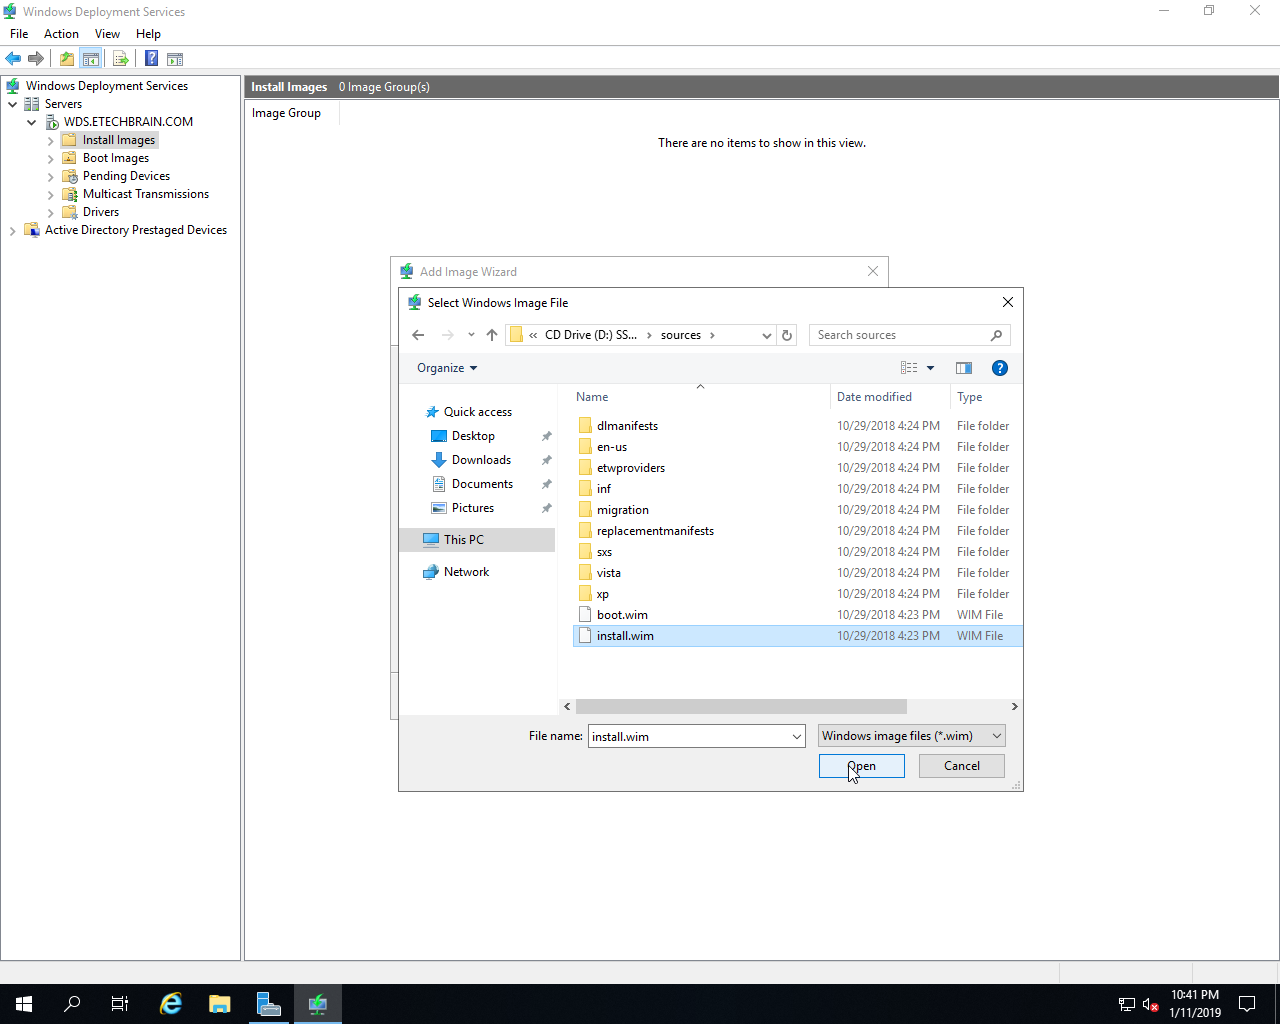 Windows Deployment Services
File Action View Help
Windows Deployment Services
Servers
WDS.ETECHBRAIN.COM
Install Images
Boot Images
Pending Devices
Multicast Transmissions
Drivers
Active Directory Prestaged Devices
Install Images 0 Image Group(s)
Image Group
There are no items to show in this view.
Add Image Wizard
Select Windows Image File
« CD Drive (D:) SS... › sources ›
Search sources
Organize
Quick access
Desktop
Downloads
Documents
Pictures
This PC
Network
Name Date modified Type
dlmanifests 10/29/2018 4:24 PM File folder
en-us 10/29/2018 4:24 PM File folder
etwproviders 10/29/2018 4:24 PM File folder
inf 10/29/2018 4:24 PM File folder
migration 10/29/2018 4:24 PM File folder
replacementmanifests 10/29/2018 4:24 PM File folder
sxs 10/29/2018 4:24 PM File folder
vista 10/29/2018 4:24 PM File folder
xp 10/29/2018 4:24 PM File folder
boot.wim 10/29/2018 4:23 PM WIM File
install.wim 10/29/2018 4:23 PM WIM File
File name: install.wim Windows image files (*.wim)
Open Cancel
10:41 PM
1/11/2019